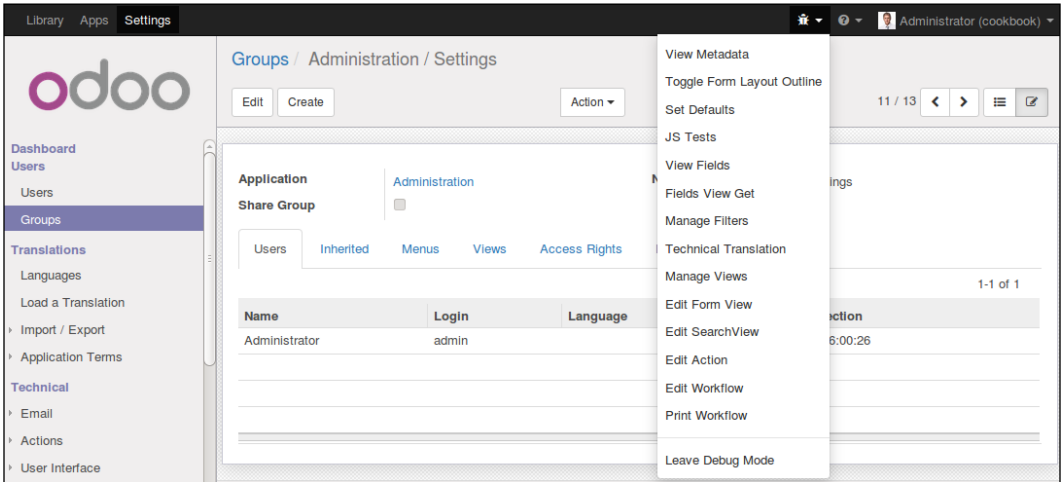 Library Apps Settings
Administrator (cookbook)
odoo
Groups / Administration / Settings
Edit Create Action 11 / 13
Dashboard
Users
Users
Groups
Translations
Languages
Load a Translation
Import / Export
Application Terms
Technical
Email
Actions
User Interface
Application Administration
Share Group
Users Inherited Menus Views Access Rights
1-1 of 1
Name Login Language
Administrator admin 6:00:26
View Metadata
Toggle Form Layout Outline
Set Defaults
JS Tests
View Fields
Fields View Get
Manage Filters
Technical Translation
Manage Views
Edit Form View
Edit SearchView
Edit Action
Edit Workflow
Print Workflow
Leave Debug Mode